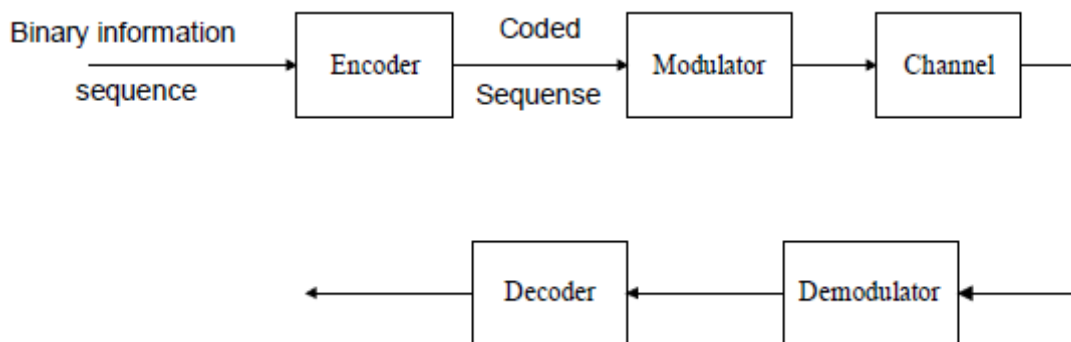 Binary information
sequence
Encoder
Coded
Sequense
Modulator
Channel
Decoder
Demodulator